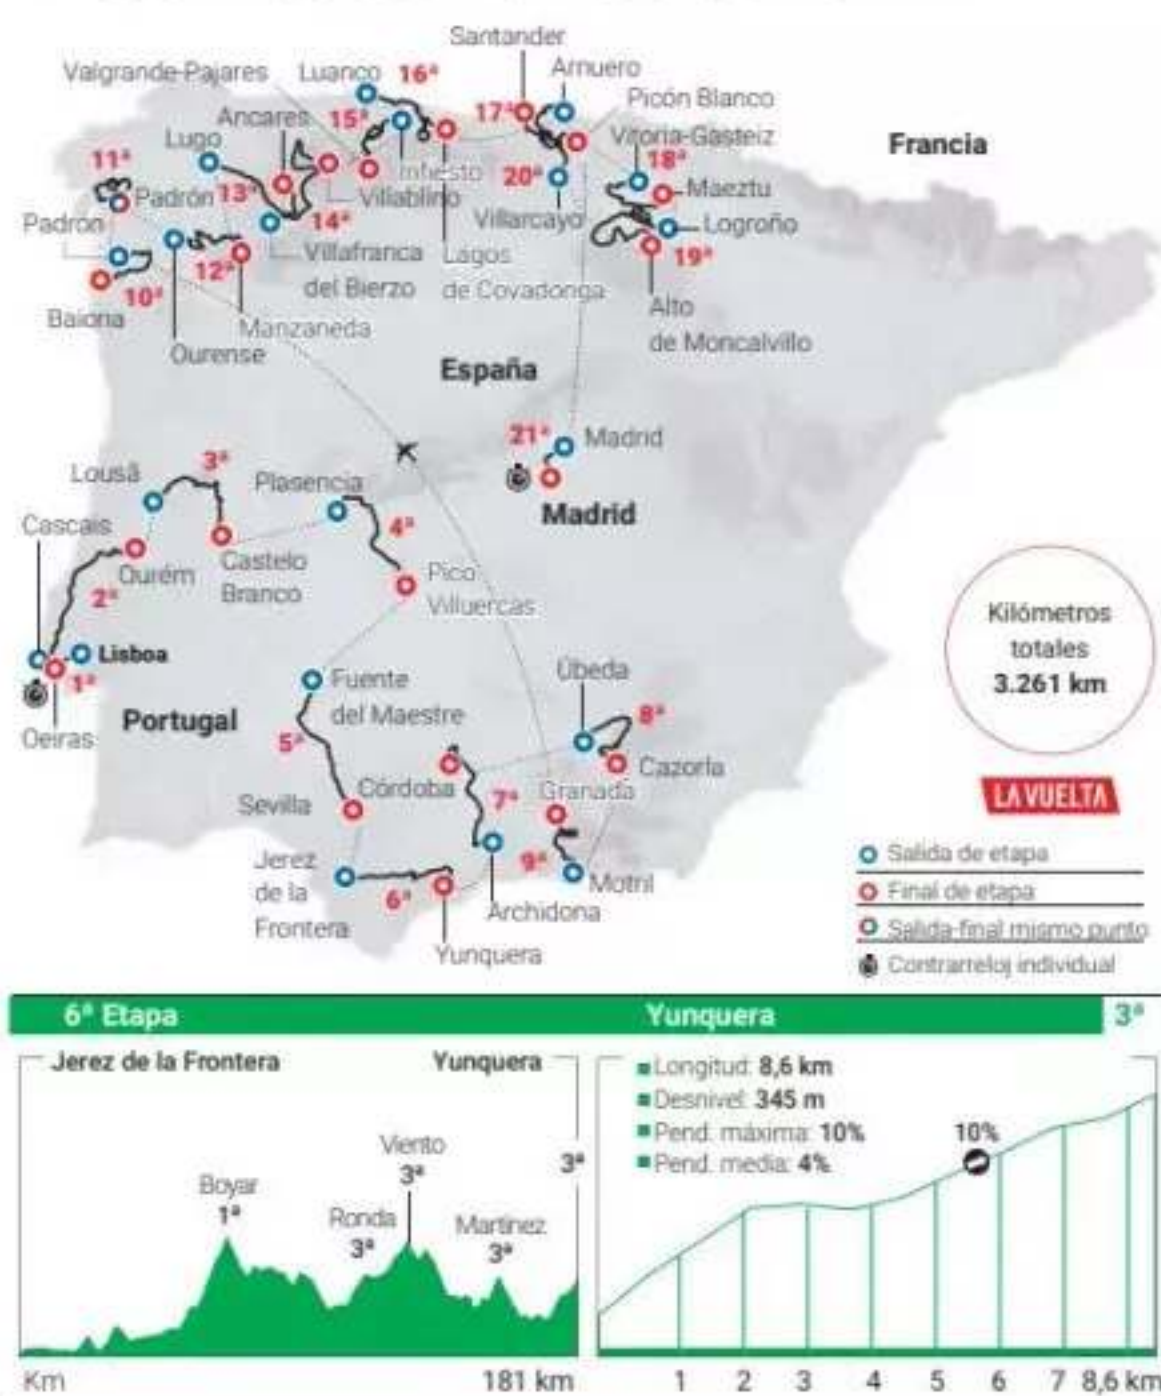 Santander
Arnuero
Valgrande-Pajares
Luanco
16ª
Picón Blanco
Ancares
15ª
17ª
Vitoria-Gasteiz
Francia
Lugo
11ª
18ª
Infiesto
20ª
Maeztu
Padrón
13ª
Villablino
Padrón
14ª
Villarcayo
Logroño
12ª
Villafranca
del Bierzo
Lagos
de Covadonga
19ª
10ª
Baiona
Manzaneda
Alto
de Moncalvillo
Ourense
España
21ª
Madrid
Lousã
3ª
Plasencia
Madrid
Cascais
4ª
Ourém
Castelo
Branco
Pico
Villuercas
2ª
Kilómetros
totales
3.261 km
Lisboa
1ª
Fuente
del Maestre
Úbeda
Portugal
8ª
Oeiras
5ª
Córdoba
Cazorla
Sevilla
7ª
Granada
LA VUELTA
Jerez
de la
Frontera
9ª
Motril
6ª
Archidona
Yunquera
Salida de etapa
Final de etapa
Salida-final mismo punto
Contrarreloj individual
6ª Etapa
Yunquera
3ª
Jerez de la Frontera
Yunquera
Viento
3ª
3ª
Boyar
1ª
Ronda
3ª
Martínez
3ª
Km
181 km
Longitud: 8,6 km
Desnivel: 345 m
Pend. máxima: 10%
Pend. media: 4%
10%
1 2 3 4 5 6 7 8,6 km